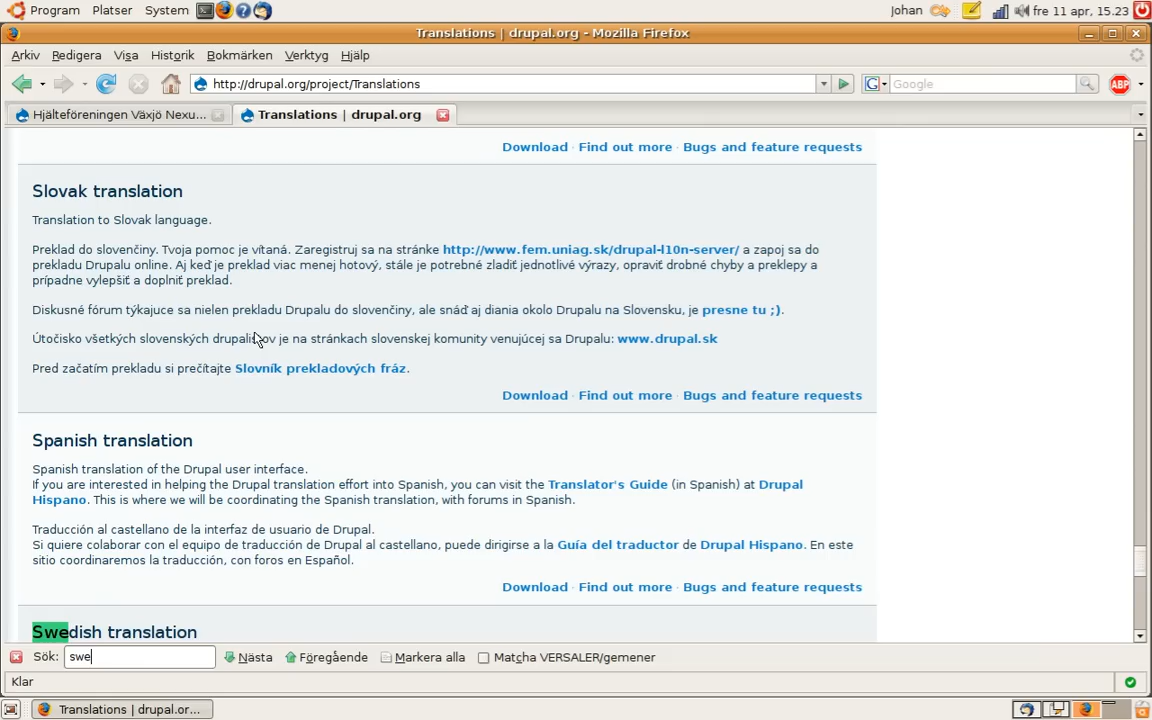 Program Platser System Johan fre 11 apr, 15.23
Translations | drupal.org - Mozilla Firefox
Arkiv Redigera Visa Historik Bokmärken Verktyg Hjälp
http://drupal.org/project/Translations G Google ABP
Hjälteföreningen Växjö Nexu... Translations | drupal.org
Download · Find out more · Bugs and feature requests
Slovak translation
Translation to Slovak language.
Preklad do slovenčiny. Tvoja pomoc je vítaná. Zaregistruj sa na stránke http://www.fem.uniag.sk/drupal-l10n-server/ a zapoj sa do
prekladu Drupalu online. Aj keď je preklad viac menej hotový, stále je potrebné zladiť jednotlivé výrazy, opraviť drobné chyby a preklepy a
prípadne vylepšiť a doplniť preklad.
Diskusné fórum týkajuce sa nielen prekladu Drupalu do slovenčiny, ale snáď aj diania okolo Drupalu na Slovensku, je presne tu ;).
Útočisko všetkých slovenských drupalistov je na stránkach slovenskej komunity venujúcej sa Drupalu: www.drupal.sk
Pred začatím prekladu si prečítajte Slovník prekladových fráz.
Download · Find out more · Bugs and feature requests
Spanish translation
Spanish translation of the Drupal user interface.
If you are interested in helping the Drupal translation effort into Spanish, you can visit the Translator's Guide (in Spanish) at Drupal
Hispano. This is where we will be coordinating the Spanish translation, with forums in Spanish.
Traducción al castellano de la interfaz de usuario de Drupal.
Si quiere colaborar con el equipo de traducción de Drupal al castellano, puede dirigirse a la Guía del traductor de Drupal Hispano. En este
sitio coordinaremos la traducción, con foros en Español.
Download · Find out more · Bugs and feature requests
Swedish translation
Sök: swe Nästa Föregående Markera alla Matcha VERSALER/gemener
Klar
Translations | drupal.or...